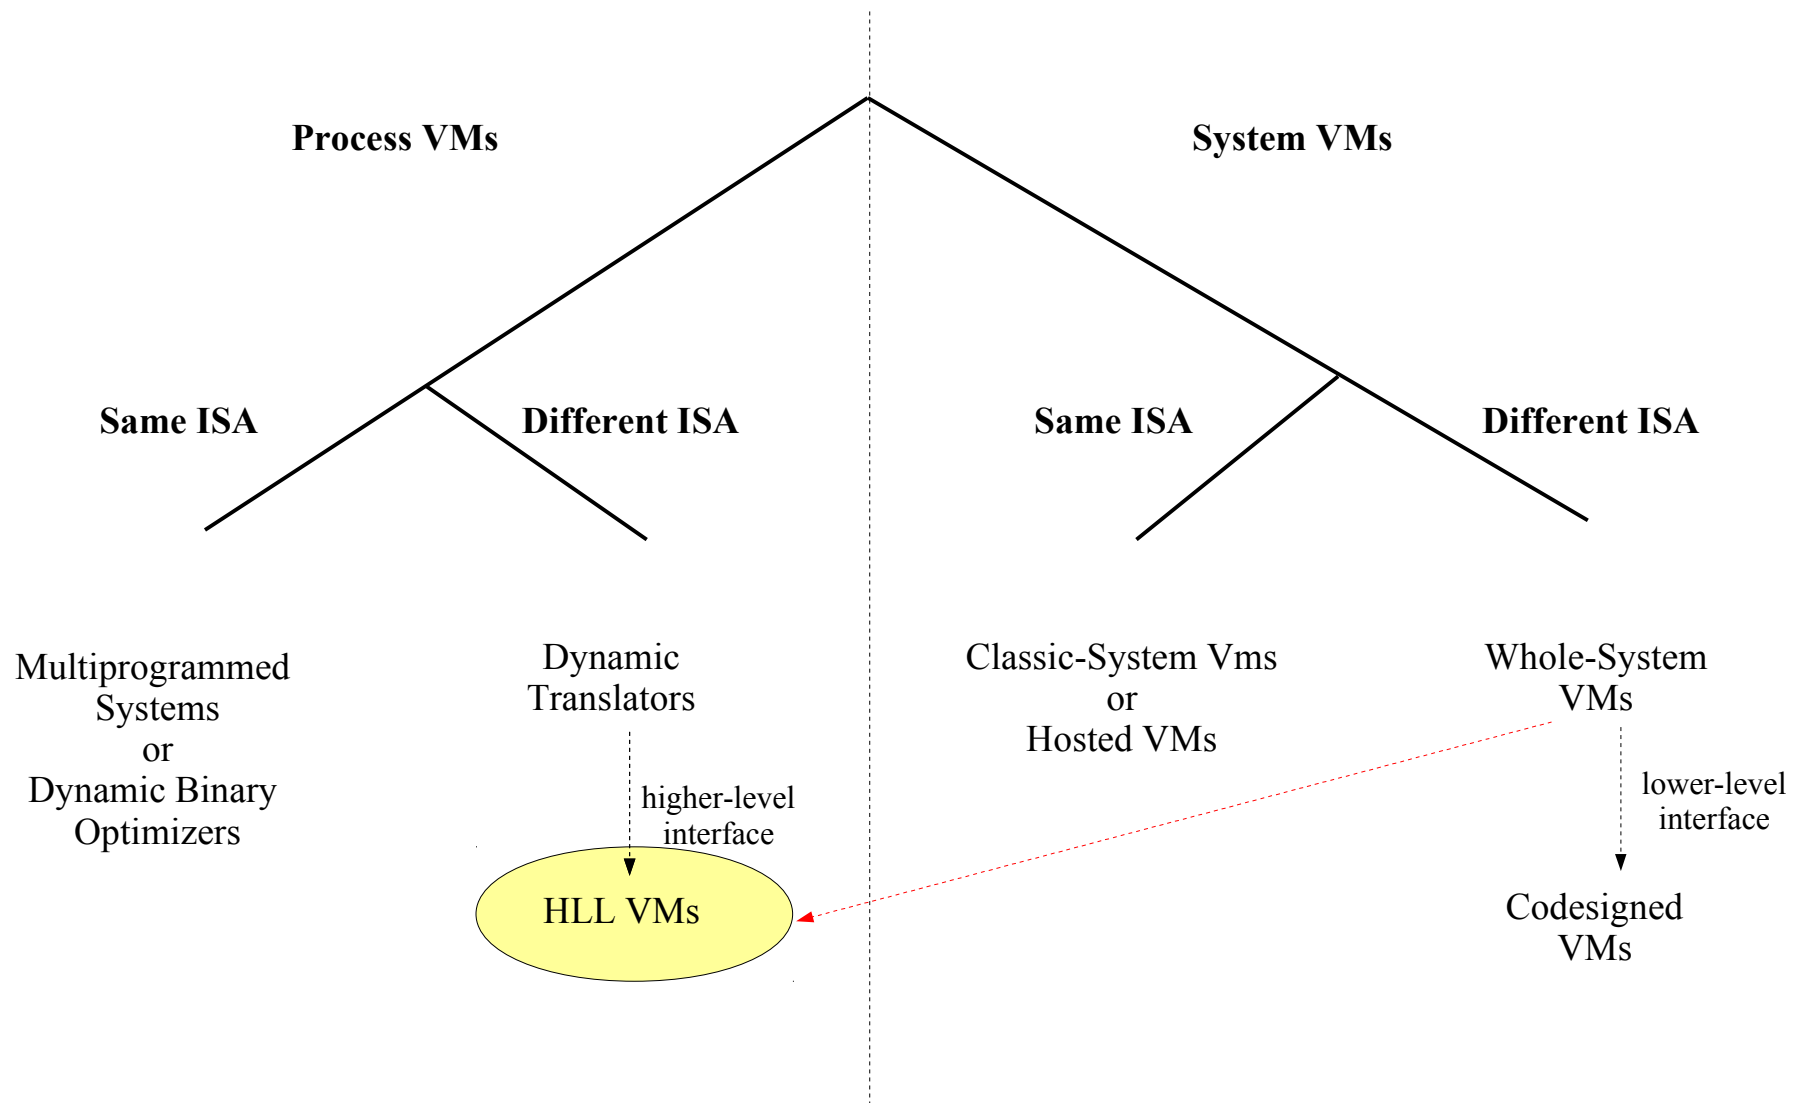 Process VMs
System VMs
Same ISA
Different ISA
Same ISA
Different ISA
Multiprogrammed
Systems
or
Dynamic Binary
Optimizers
Dynamic
Translators
higher-level
interface
HLL VMs
Classic-System Vms
or
Hosted VMs
Whole-System
VMs
lower-level
interface
Codesigned
VMs